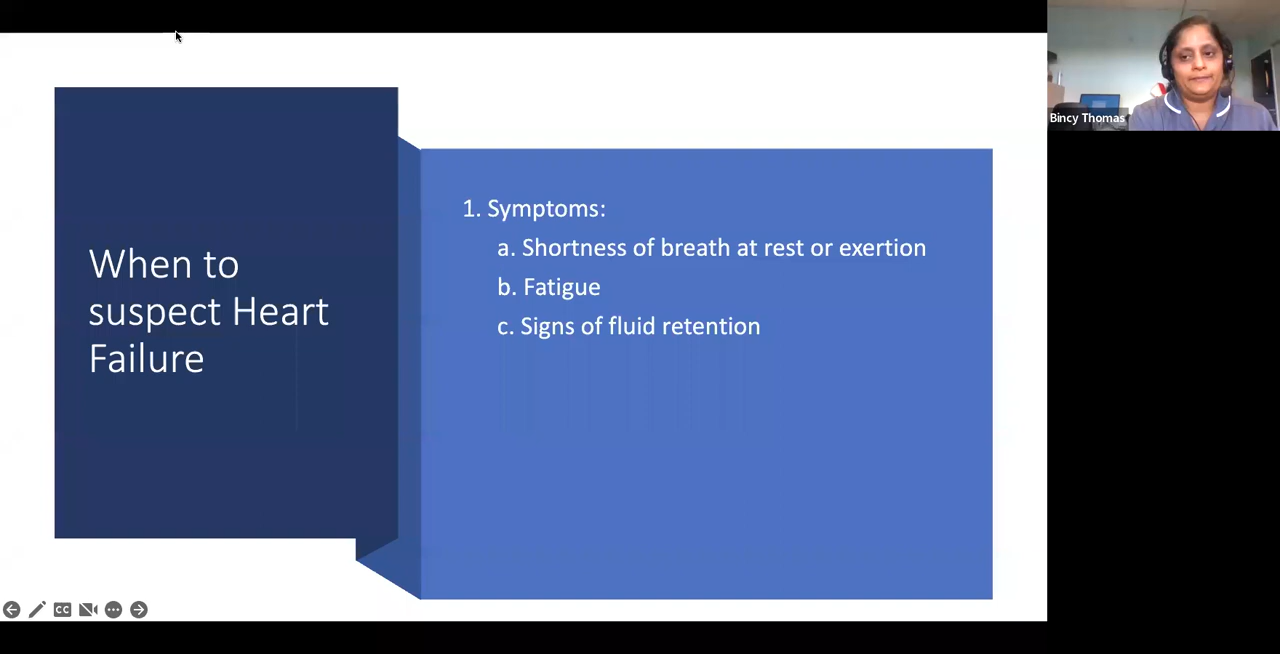 When to
suspect Heart
Failure
1. Symptoms:
a. Shortness of breath at rest or exertion
b. Fatigue
c. Signs of fluid retention
Bincy Thomas
CC